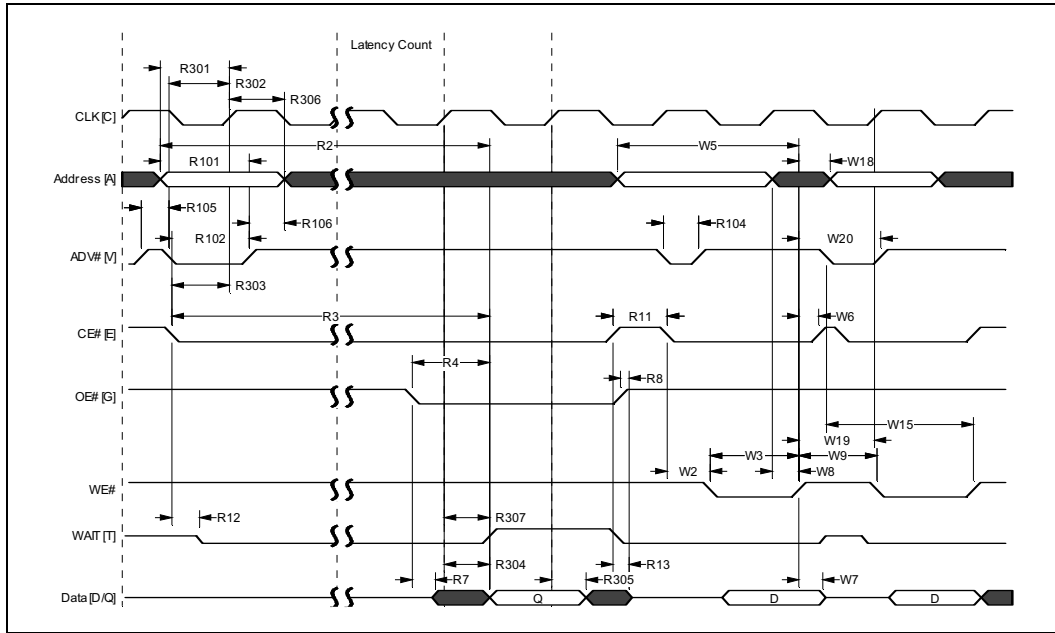 Latency Count
R301
R302
R306
CLK [C]
R2
W5
R101
W18
Address [A]
R105
R106
R104
R102
W20
ADV# [V]
R303
R3
R11
W6
CE# [E]
R4
R8
OE# [G]
W15
W19
W3
W9
W2
W8
WE#
R12
R307
WAIT [T]
R304
R13
R7
R305
W7
Data [D/Q]
Q
D
D